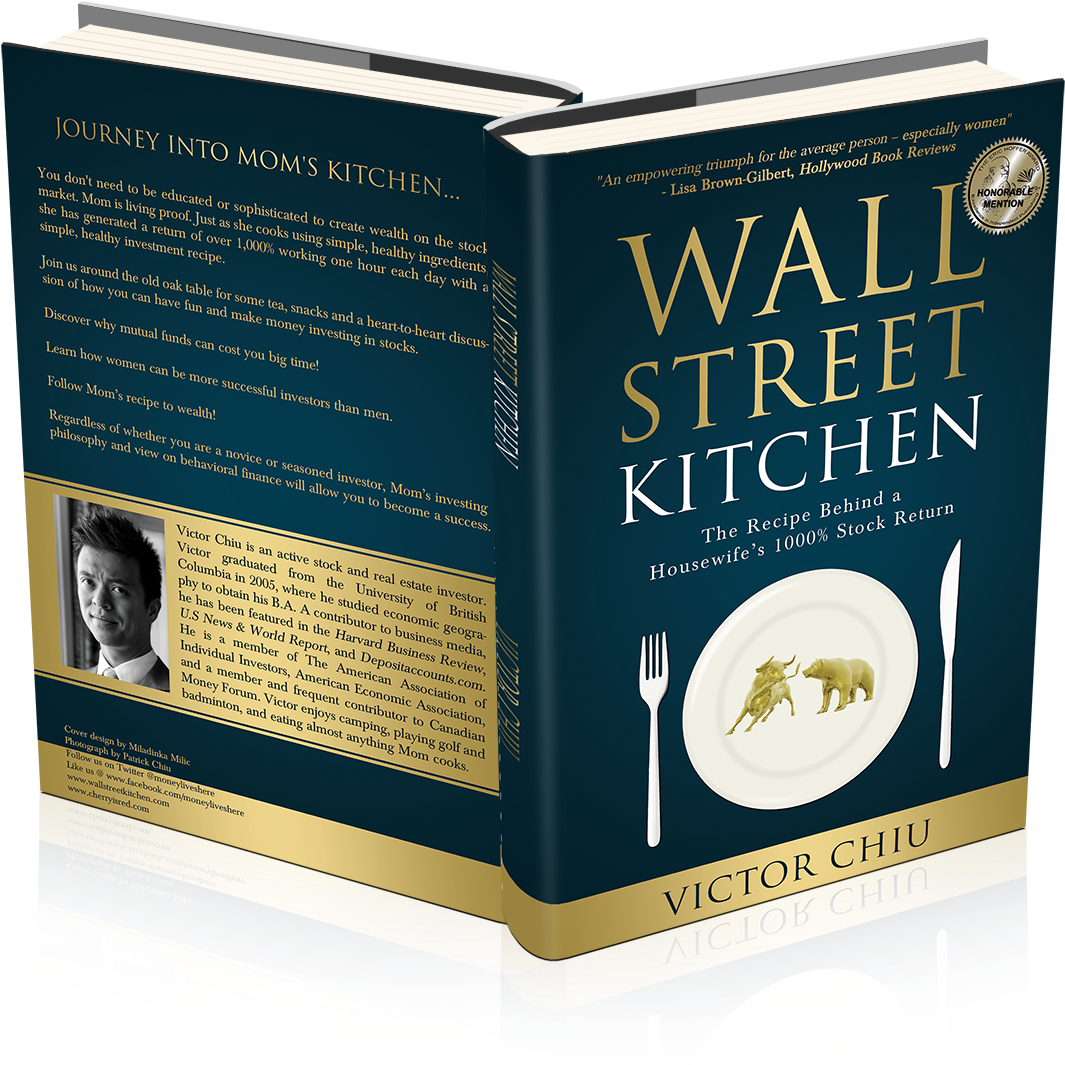 JOURNEY INTO MOM'S KITCHEN...
You don't need to be educated or sophisticated to create wealth on the stock
market. Mom is living proof. Just as she cooks using simple, healthy ingredients,
she has generated a return of over 1,000% working one hour each day with a
simple, healthy investment recipe.
Join us around the old oak table for some tea, snacks and a heart-to-heart discus-
sion of how you can have fun and make money investing in stocks.
Discover why mutual funds can cost you big time!
Learn how women can be more successful investors than men.
Follow Mom's recipe to wealth!
Regardless of whether you are a novice or seasoned investor, Mom's investing
philosophy and view on behavioral finance will allow you to become a success.
Victor Chiu is an active stock and real estate investor.
Victor graduated from the University of British
Columbia in 2005, where he studied economic geogra-
phy to obtain his B.A. A contributor to business media,
he has been featured in the Harvard Business Review,
U.S News & World Report, and Depositaccounts.com.
He is a member of The American Association of
Individual Investors, American Economic Association,
and a member and frequent contributor to Canadian
Money Forum. Victor enjoys camping, playing golf and
badminton, and eating almost anything Mom cooks.
Cover design by Miladinka Milic
Photograph by Patrick Chiu
Follow us on Twitter @moneyliveshere
Like us @ www.facebook.com/moneyliveshere
www.wallstreetkitchen.com
www.cherryisred.com
WALL STREET KITCHEN
VICTOR CHIU
"An empowering triumph for the average person – especially women"
- Lisa Brown-Gilbert, Hollywood Book Reviews
THE ERIC HOFFER AWARD
HONORABLE
MENTION
WALL
STREET
KITCHEN
The Recipe Behind a
Housewife's 1000% Stock Return
VICTOR CHIU